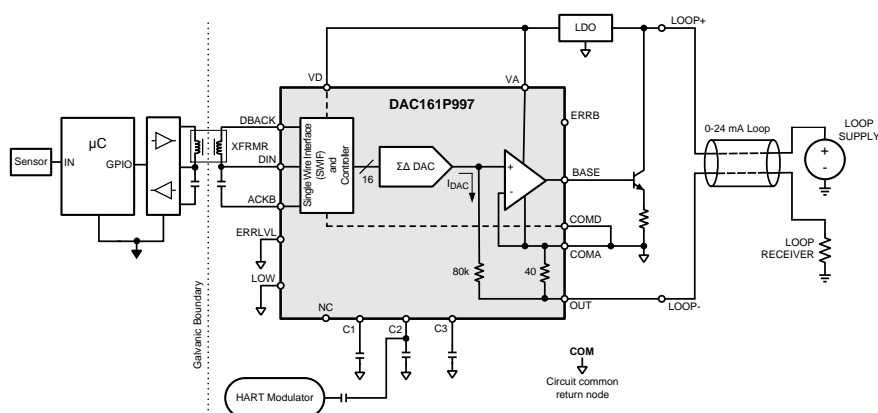 LDO
LOOP+
VD
VA
DAC161P997
ERRB
0-24 mA Loop
LOOP
SUPPLY
+
-
DBACK
XFRMR
µC
GPIO
Sensor
IN
DIN
Single Wire Interface
(SWIF)
and
Controller
16
ΣΔ DAC
IDAC
+
-
BASE
ACKB
COMD
ERRLVL
COMA
LOOP
RECEIVER
80k
40
LOW
OUT
LOOP-
NC
C1
C2
C3
Galvanic Boundary
COM
Circuit common
return node
HART Modulator